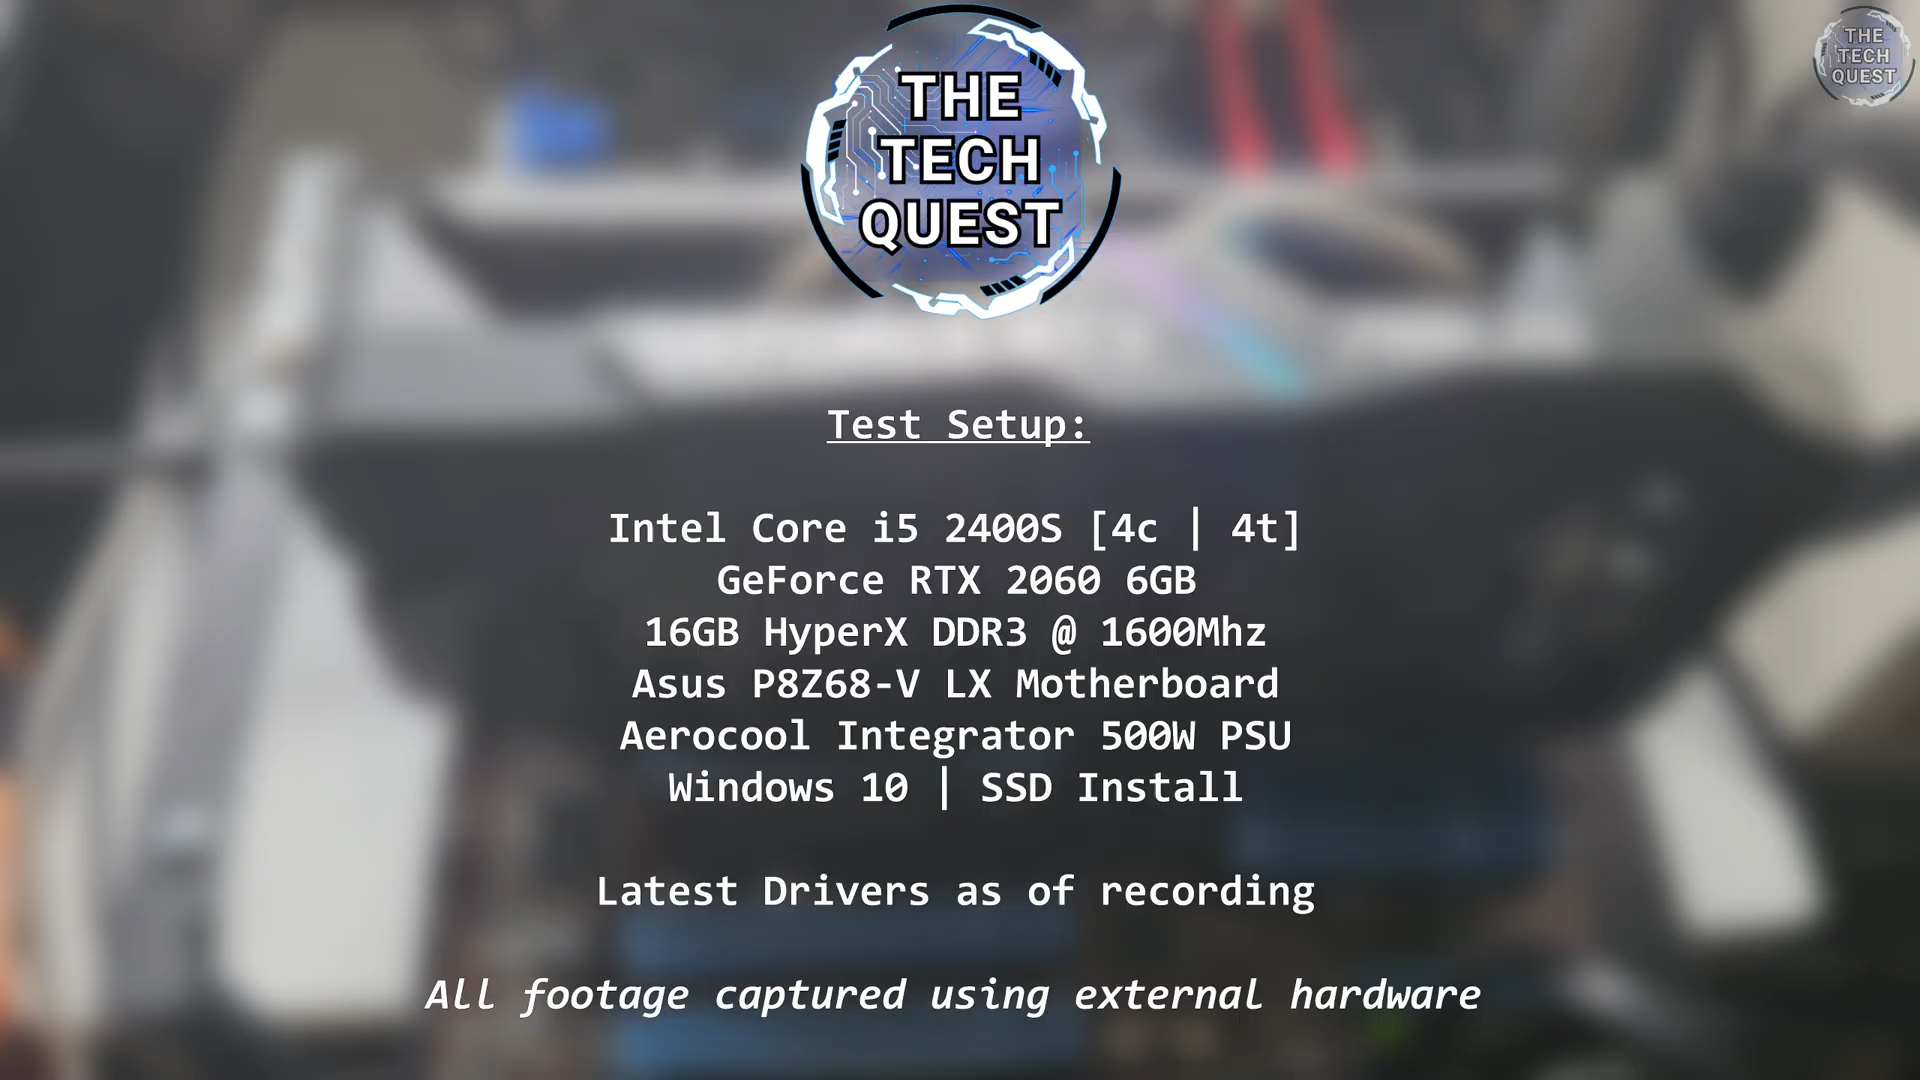 THE
TECH
QUEST
THE
TECH
QUEST
Test Setup:
Intel Core i5 2400S [4c | 4t]
GeForce RTX 2060 6GB
16GB HyperX DDR3 @ 1600Mhz
Asus P8Z68-V LX Motherboard
Aerocool Integrator 500W PSU
Windows 10 | SSD Install
Latest Drivers as of recording
All footage captured using external hardware